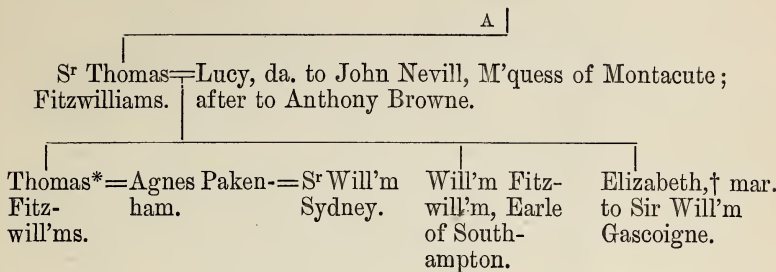 A
Sr Thomas=Lucy, da. to John Nevill, M'quess of Montacute;
Fitzwilliams. after to Anthony Browne.
Thomas*=Agnes Paken-=Sr Will'm
Fitz- ham. Sydney.
will'ms.
Will'm Fitz-
will'm, Earle
of South-
ampton.
Elizabeth,† mar.
to Sir Will'm
Gascoigne.